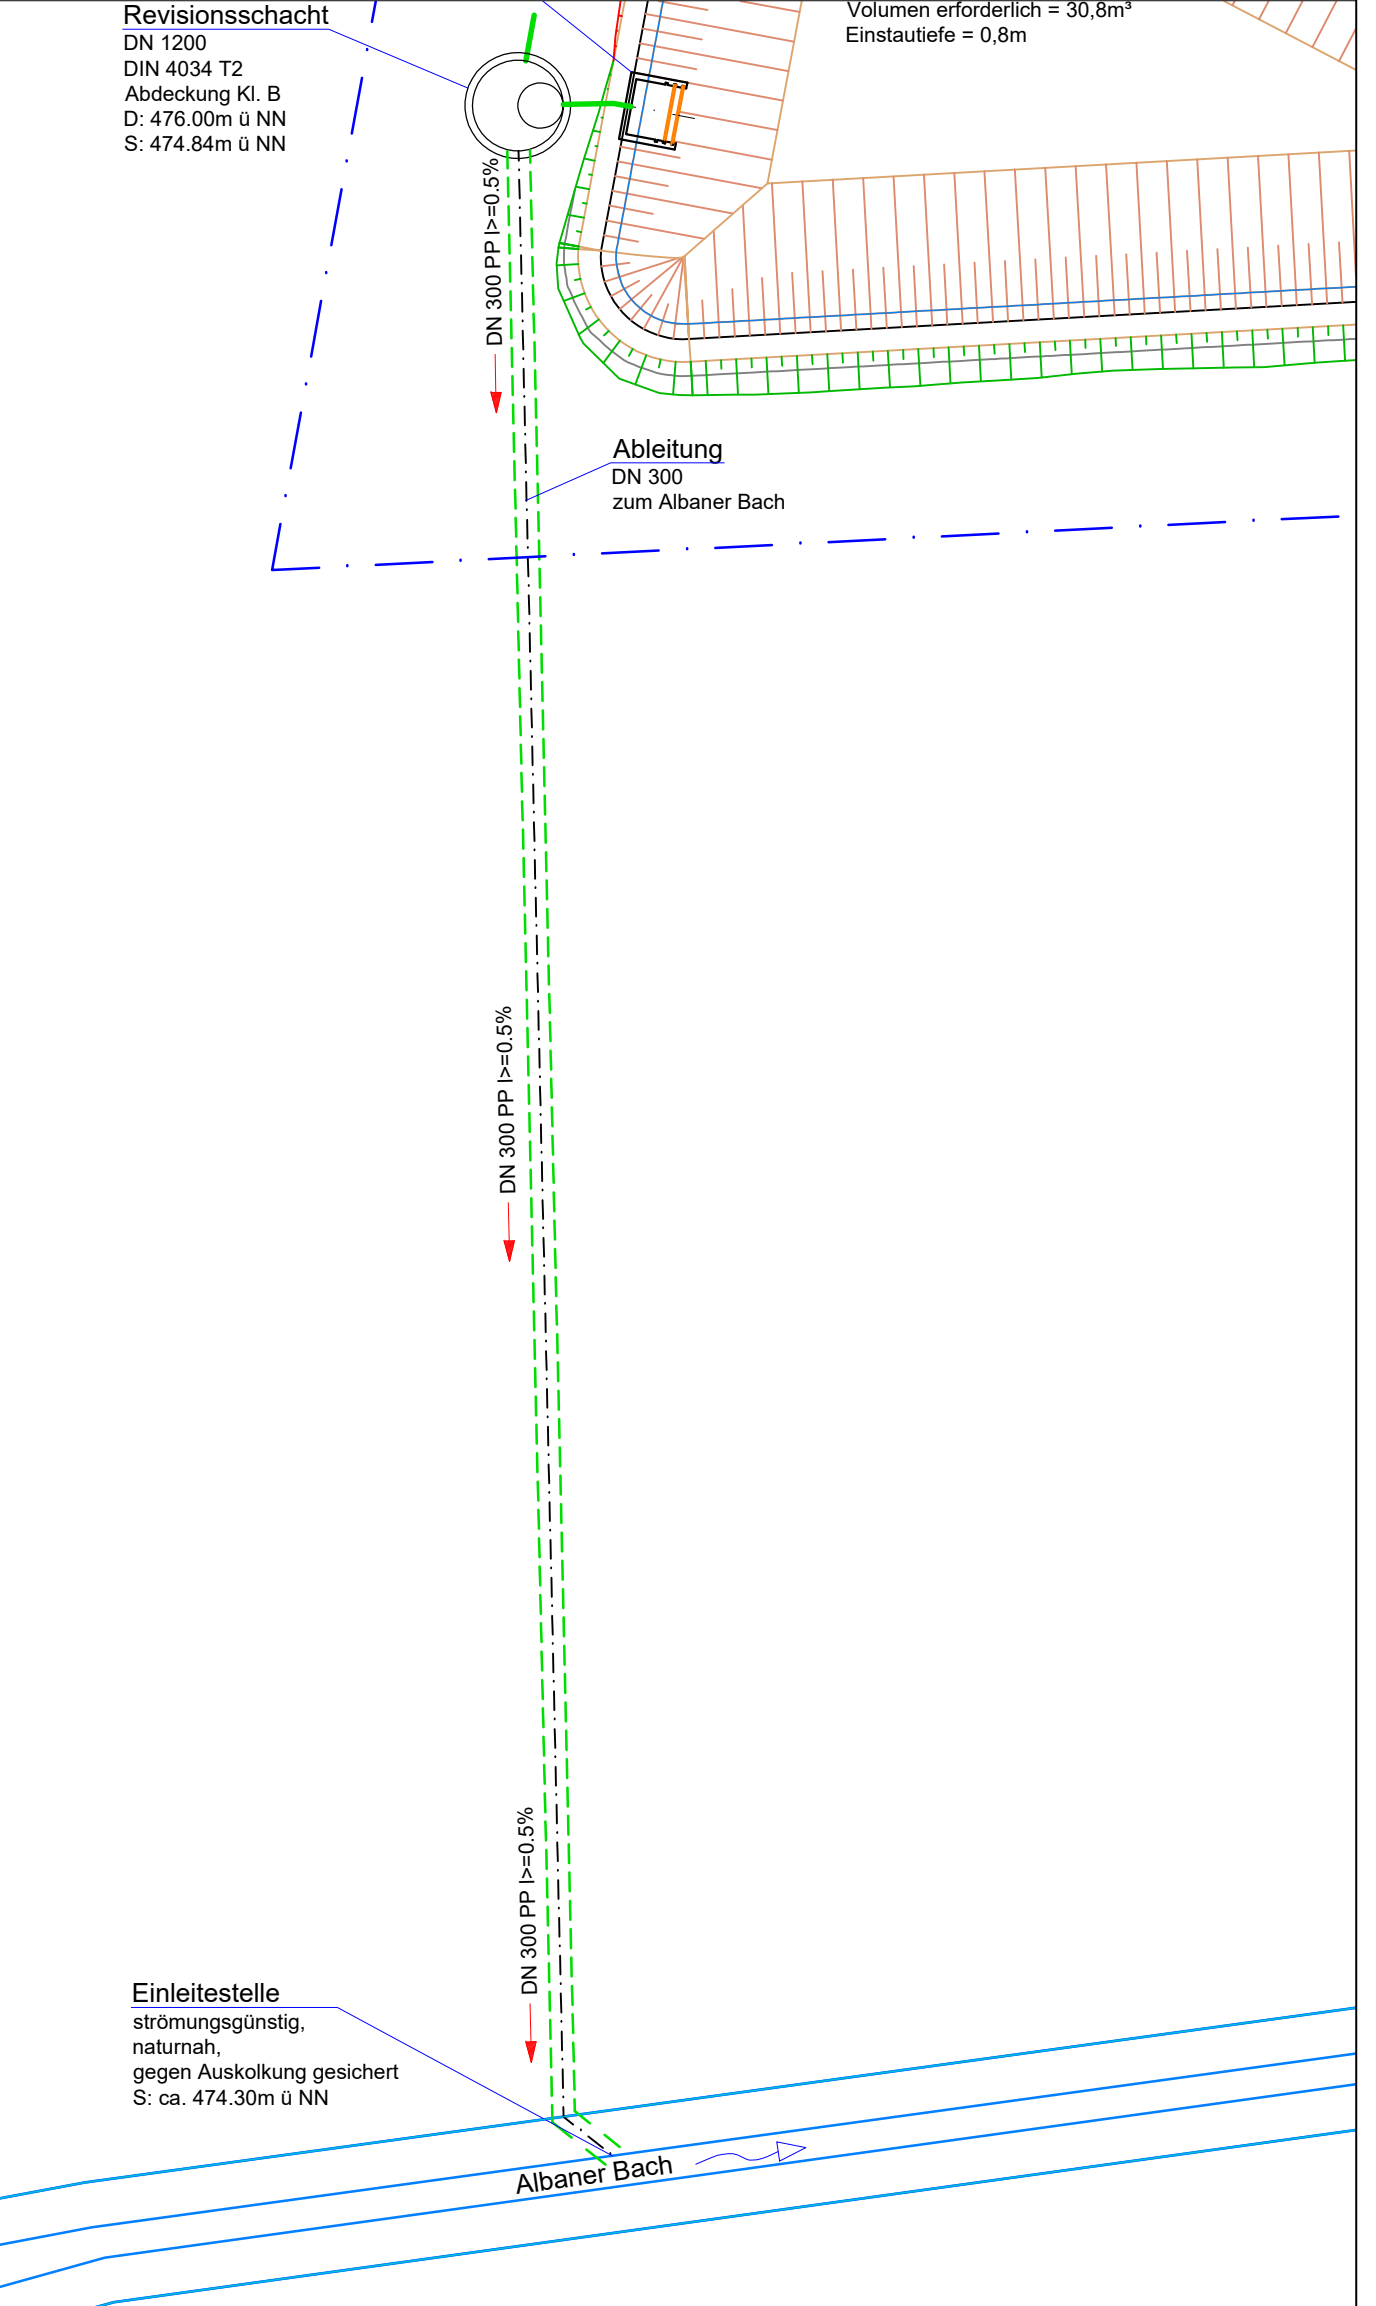 Revisionsschacht
DN 1200
DIN 4034 T2
Abdeckung Kl. B
D: 476.00m ü NN
S: 474.84m ü NN
Volumen erforderlich = 30,8m³
Einstautiefe = 0,8m
DN 300 PP I>=0.5%
Ableitung
DN 300
zum Albaner Bach
DN 300 PP I>=0.5%
DN 300 PP I>=0.5%
Einleitestelle
strömungsgünstig,
naturnah,
gegen Auskolkung gesichert
S: ca. 474.30m ü NN
Albaner Bach